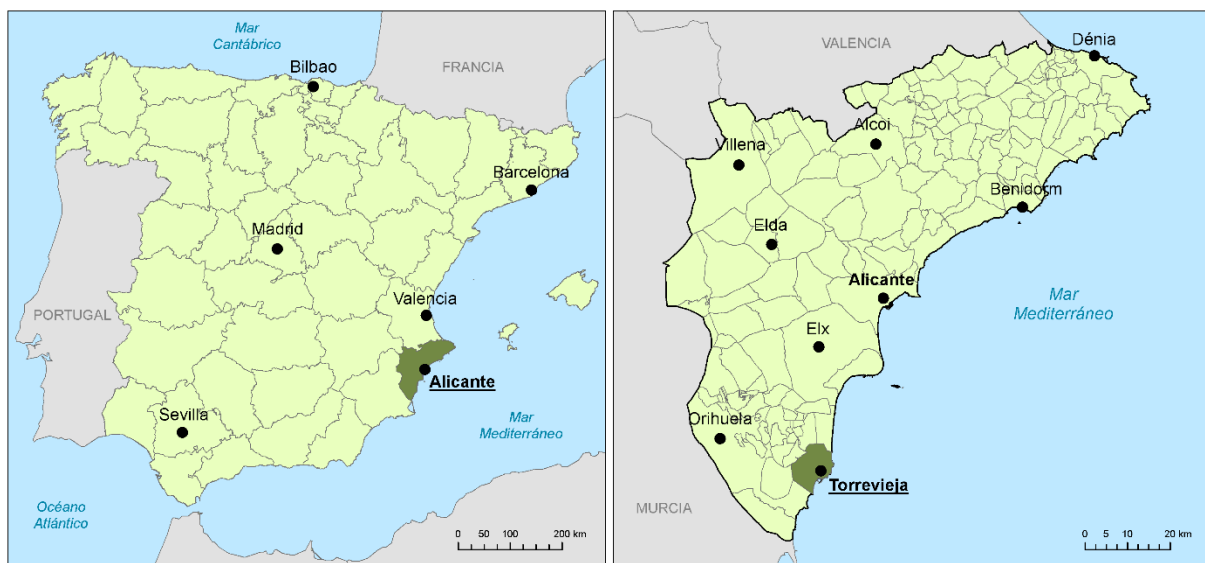 Mar
Cantábrico
Bilbao
FRANCIA
Barcelona
Madrid
PORTUGAL
Valencia
Alicante
Sevilla
Mar
Mediterráneo
Océano
Atlántico
0 50 100 200 km
VALENCIA
Dénia
Alcoi
Villena
Benidorm
Elda
Alicante
Mar
Mediterráneo
Elx
Orihuela
Torrevieja
MURCIA
0 5 10 20 km